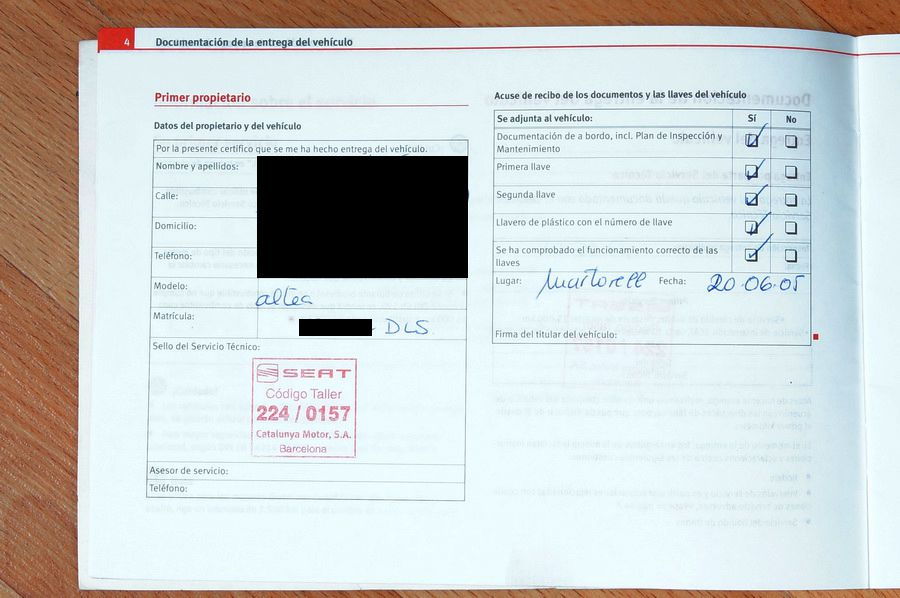 4 Documentación de la entrega del vehículo
Primer propietario
Datos del propietario y del vehículo
Por la presente certifico que se me ha hecho entrega del vehículo.
Nombre y apellidos:
Calle:
Domicilio:
Teléfono:
Modelo: altea
Matrícula: DLS
Sello del Servicio Técnico:
SEAT
Código Taller
224 / 0157
Catalunya Motor, S.A.
Barcelona
Asesor de servicio:
Teléfono:
Acuse de recibo de los documentos y las llaves del vehículo
Se adjunta al vehículo: Sí No
Documentación de a bordo, incl. Plan de Inspección y
Mantenimiento
Primera llave
Segunda llave
Llavero de plástico con el número de llave
Se ha comprobado el funcionamiento correcto de las
llaves
Lugar: Martorell Fecha: 20.06.05
Firma del titular del vehículo: